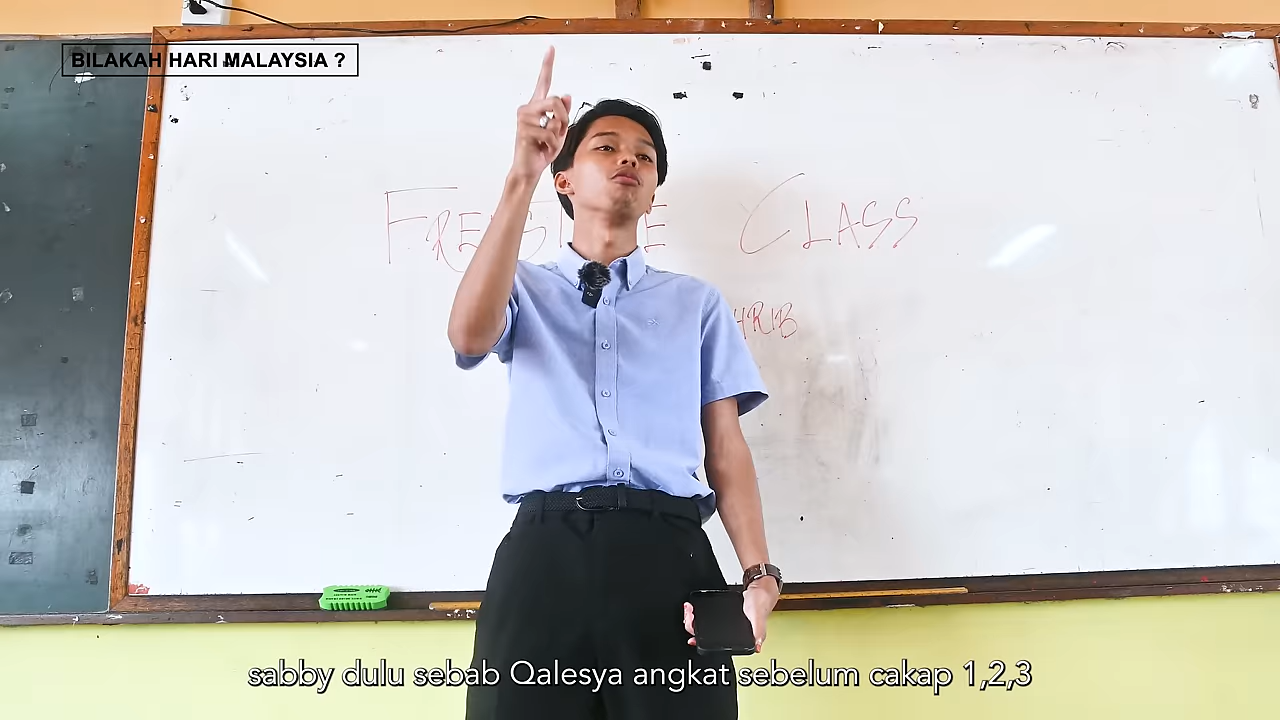 BILAKAH HARI MALAYSIA ?
CLASS
sabby dulu sebab Qalesya angkat sebelum cakap 1,2,3